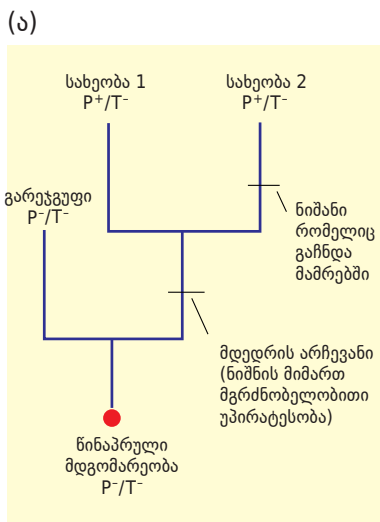 (ა)
სახეობა 1
P⁺/T⁻
სახეობა 2
P⁺/T⁻
გარეჯგუფი
P⁻/T⁻
ნიშანი
რომელიც
გაჩნდა
მამრებში
მდედრის არჩევანი
(ნიშნის მიმართ
მგრძნობელობითი
უპირატესობა)
წინაპრული
მდგომარეობა
P⁻/T⁻